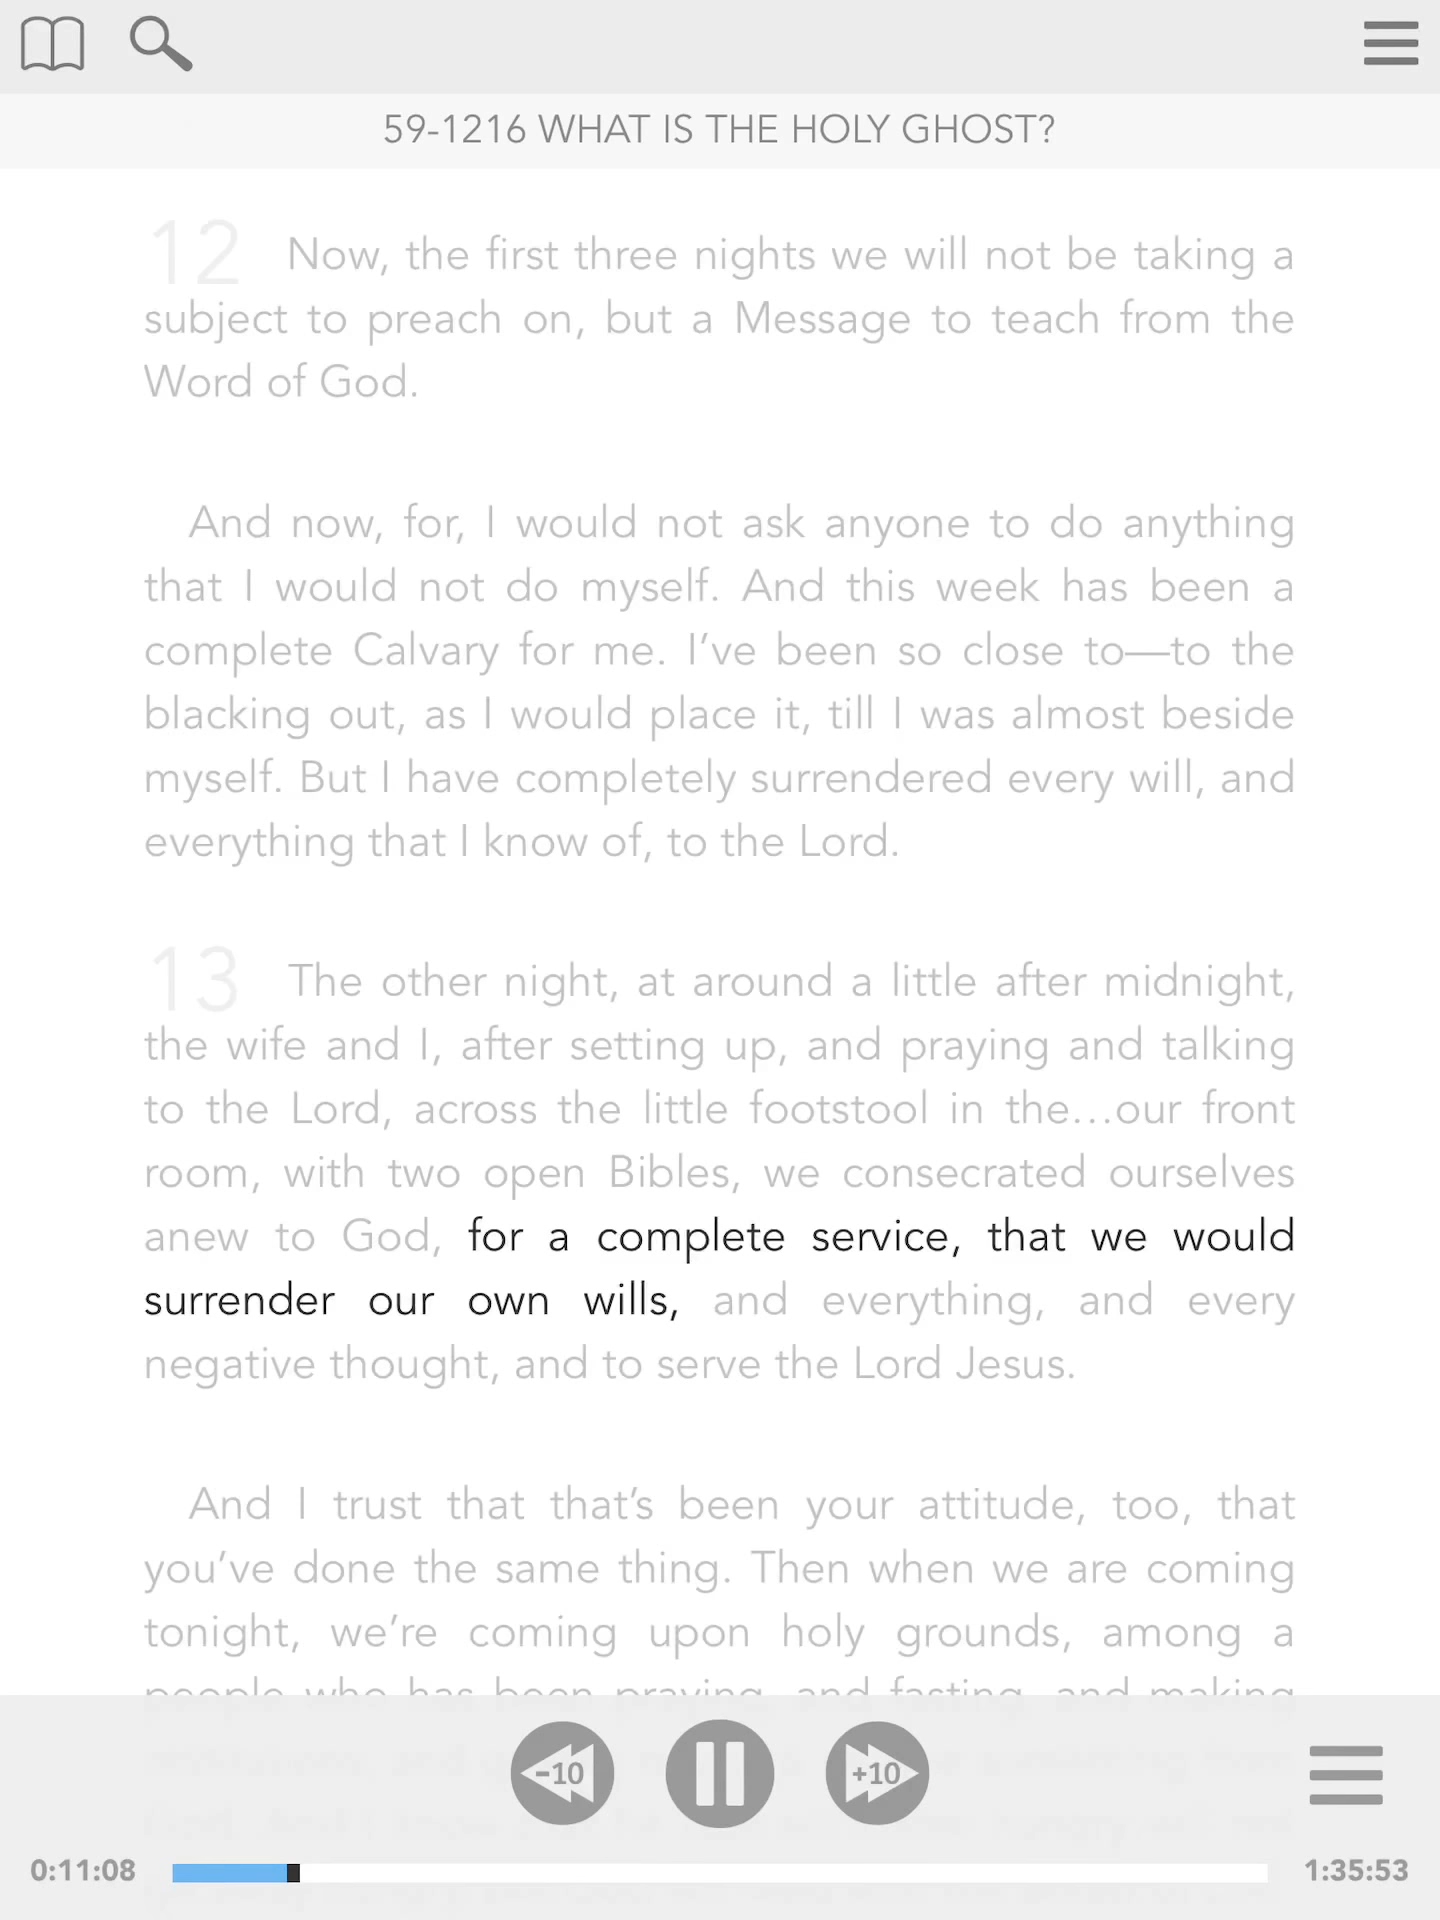 59-1216 WHAT IS THE HOLY GHOST?
12 Now, the first three nights we will not be taking a
subject to preach on, but a Message to teach from the
Word of God.
And now, for, I would not ask anyone to do anything
that I would not do myself. And this week has been a
complete Calvary for me. I’ve been so close to—to the
blacking out, as I would place it, till I was almost beside
myself. But I have completely surrendered every will, and
everything that I know of, to the Lord.
13 The other night, at around a little after midnight,
the wife and I, after setting up, and praying and talking
to the Lord, across the little footstool in the…our front
room, with two open Bibles, we consecrated ourselves
anew to God, for a complete service, that we would
surrender our own wills, and everything, and every
negative thought, and to serve the Lord Jesus.
And I trust that that’s been your attitude, too, that
you’ve done the same thing. Then when we are coming
tonight, we’re coming upon holy grounds, among a
people who has been praying, and fasting, and making
-10
+10
0:11:08
1:35:53